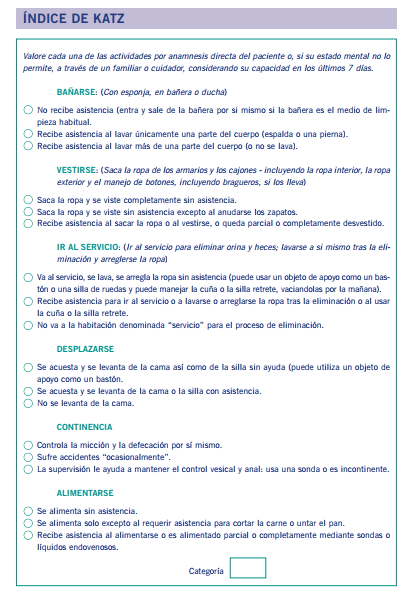 ÍNDICE DE KATZ
Valore cada una de las actividades por anamnesis directa del paciente o, si su estado mental no lo
permite, a través de un familiar o cuidador, considerando su capacidad en los últimos 7 días.
BAÑARSE: (Con esponja, en bañera o ducha)
No recibe asistencia (entra y sale de la bañera por si mismo si la bañera es el medio de lim-
pieza habitual.
Recibe asistencia al lavar únicamente una parte del cuerpo (espalda o una pierna).
Recibe asistencia al lavar más de una parte del cuerpo (o no se lava).
VESTIRSE: (Saca la ropa de los armarios y los cajones - incluyendo la ropa interior, la ropa
exterior y el manejo de botones, incluyendo bragueros, si los lleva)
Saca la ropa y se viste completamente sin asistencia.
Saca la ropa y se viste sin asistencia excepto al anudarse los zapatos.
Recibe asistencia al sacar la ropa o al vestirse, o queda parcial o completamente desvestido.
IR AL SERVICIO: (Ir al servicio para eliminar orina y heces; lavarse a si mismo tras la eli-
minación y arreglerse la ropa)
Va al servicio, se lava, se arregla la ropa sin asistencia (puede usar un objeto de apoyo como un bas-
tón o una silla de ruedas y puede manejar la cuña o la silla retrete, vaciandolas por la mañana).
Recibe asistencia para ir al servicio o a lavarse o arreglarse la ropa tras la eliminación o al usar
la cuña o la silla retrete.
No va a la habitación denominada “servicio” para el proceso de eliminación.
DESPLAZARSE
Se acuesta y se levanta de la cama así como de la silla sin ayuda (puede utiliza un objeto de
apoyo como un bastón.
Se acuesta y se levanta de la cama o la silla con asistencia.
No se levanta de la cama.
CONTINENCIA
Controla la micción y la defecación por sí mismo.
Sufre accidentes “ocasionalmente”.
La supervisión le ayuda a mantener el control vesical y anal: usa una sonda o es incontinente.
ALIMENTARSE
Se alimenta sin asistencia.
Se alimenta solo excepto al requerir asistencia para cortar la carne o untar el pan.
Recibe asistencia al alimentarse o es alimentado parcial o completamente mediante sondas o
líquidos endovenosos.
Categoría